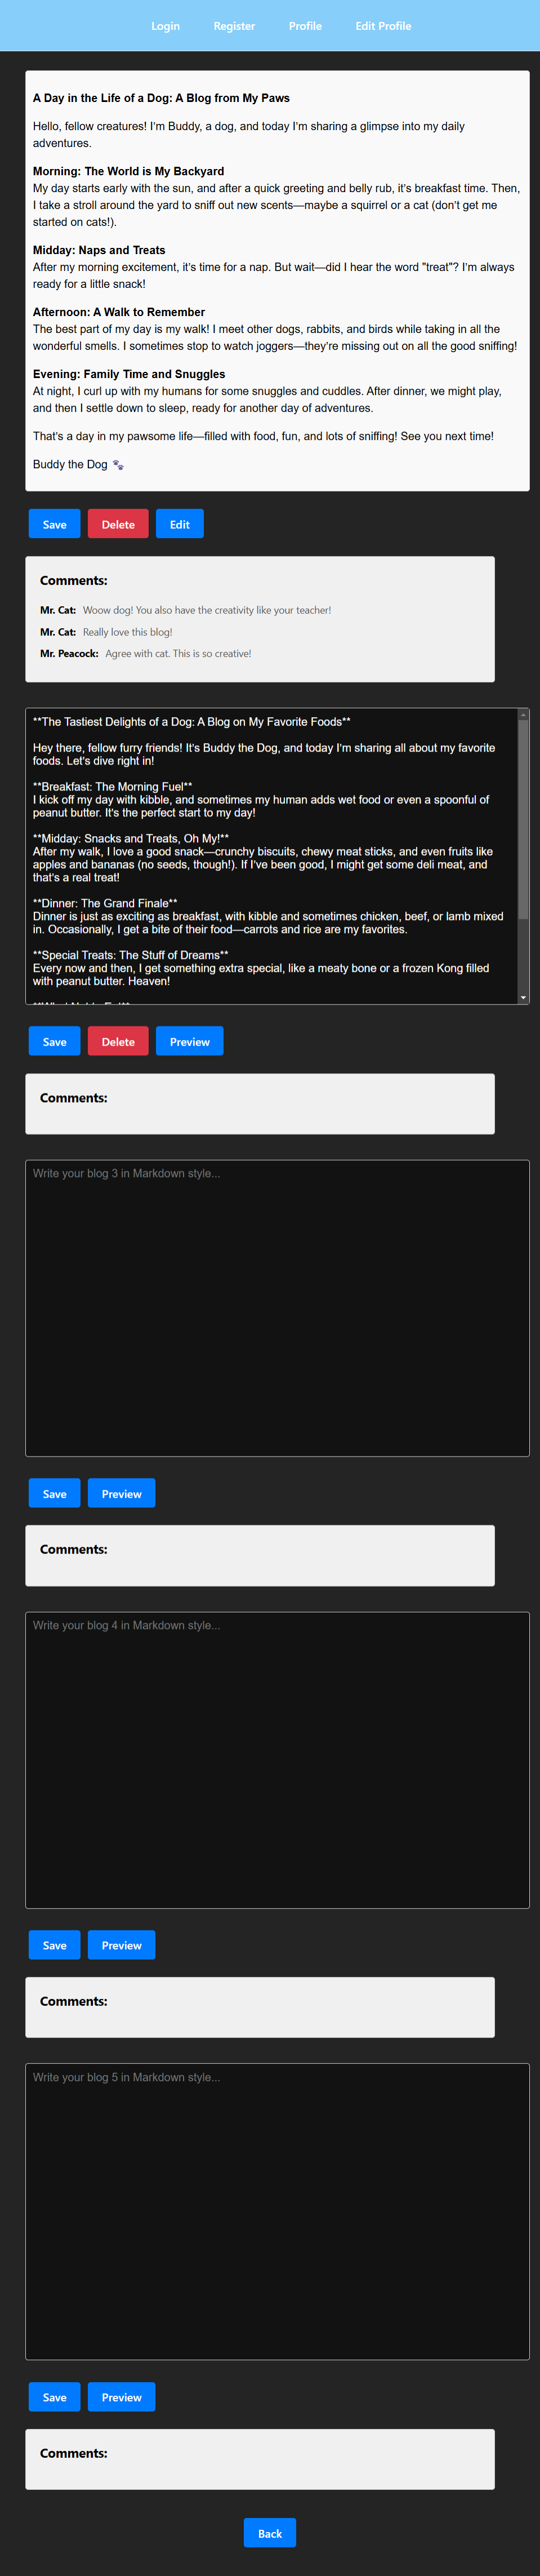 Login Register Profile Edit Profile
A Day in the Life of a Dog: A Blog from My Paws
Hello, fellow creatures! I'm Buddy, a dog, and today I'm sharing a glimpse into my daily
adventures.
Morning: The World is My Backyard
My day starts early with the sun, and after a quick greeting and belly rub, it's breakfast time. Then,
I take a stroll around the yard to sniff out new scents—maybe a squirrel or a cat (don't get me
started on cats!).
Midday: Naps and Treats
After my morning excitement, it's time for a nap. But wait—did I hear the word "treat"? I'm always
ready for a little snack!
Afternoon: A Walk to Remember
The best part of my day is my walk! I meet other dogs, rabbits, and birds while taking in all the
wonderful smells. I sometimes stop to watch joggers—they're missing out on all the good sniffing!
Evening: Family Time and Snuggles
At night, I curl up with my humans for some snuggles and cuddles. After dinner, we might play,
and then I settle down to sleep, ready for another day of adventures.
That's a day in my pawsome life—filled with food, fun, and lots of sniffing! See you next time!
Buddy the Dog 🐾
Save Delete Edit
Comments:
Mr. Cat: Woow dog! You also have the creativity like your teacher!
Mr. Cat: Really love this blog!
Mr. Peacock: Agree with cat. This is so creative!
**The Tastiest Delights of a Dog: A Blog on My Favorite Foods**
Hey there, fellow furry friends! It's Buddy the Dog, and today I'm sharing all about my favorite
foods. Let's dive right in!
**Breakfast: The Morning Fuel**
I kick off my day with kibble, and sometimes my human adds wet food or even a spoonful of
peanut butter. It's the perfect start to my day!
**Midday: Snacks and Treats, Oh My!**
After my walk, I love a good snack—crunchy biscuits, chewy meat sticks, and even fruits like
apples and bananas (no seeds, though!). If I've been good, I might get some deli meat, and
that's a real treat!
**Dinner: The Grand Finale**
Dinner is just as exciting as breakfast, with kibble and sometimes chicken, beef, or lamb mixed
in. Occasionally, I get a bite of their food—carrots and rice are my favorites.
**Special Treats: The Stuff of Dreams**
Every now and then, I get something extra special, like a meaty bone or a frozen Kong filled
with peanut butter. Heaven!
Save Delete Preview
Comments:
Write your blog 3 in Markdown style...
Save Preview
Comments:
Write your blog 4 in Markdown style...
Save Preview
Comments:
Write your blog 5 in Markdown style...
Save Preview
Comments:
Back